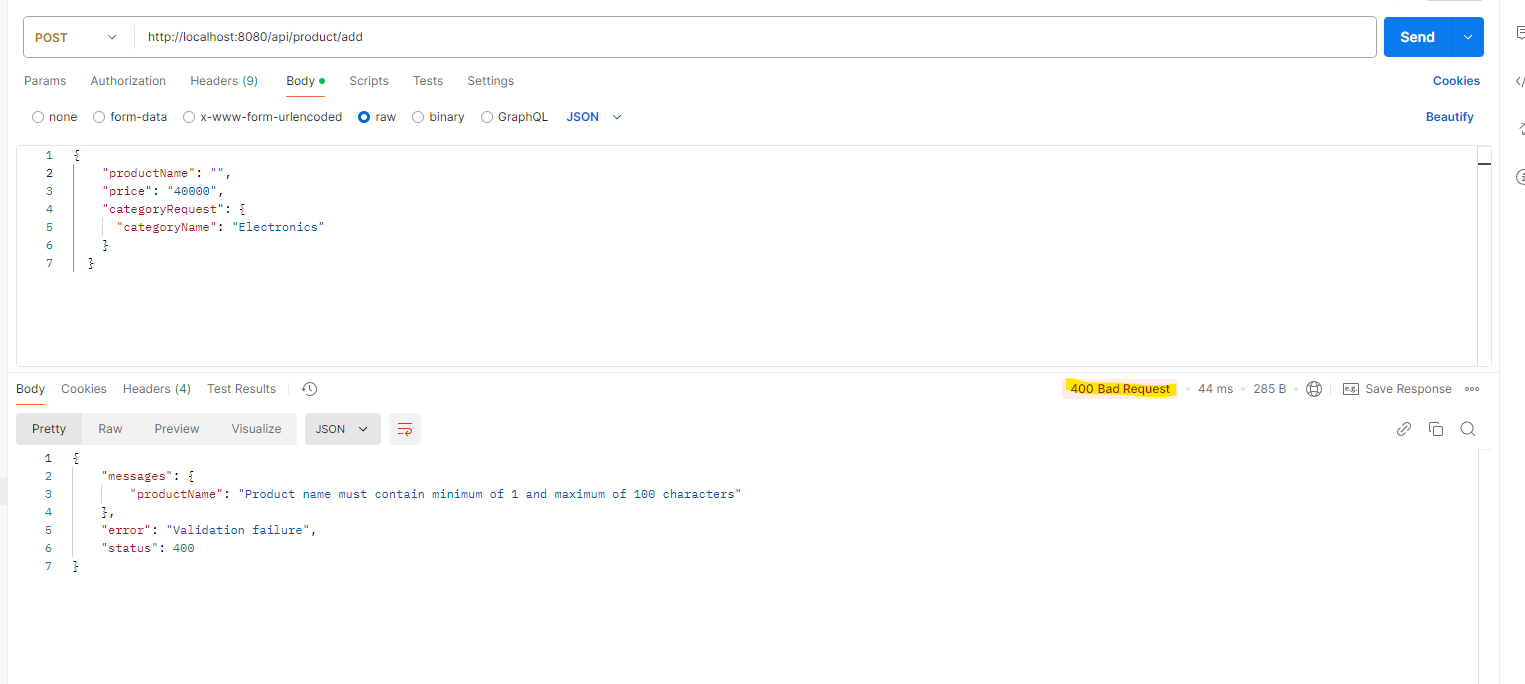 POST http://localhost:8080/api/product/add Send
Params Authorization Headers (9) Body Scripts Tests Settings Cookies
none form-data x-www-form-urlencoded raw binary GraphQL JSON Beautify
1 {
2 "productName": "",
3 "price": "40000",
4 "categoryRequest": {
5 "categoryName": "Electronics"
6 }
7 }
Body Cookies Headers (4) Test Results 400 Bad Request 44 ms 285 B e.g. Save Response
Pretty Raw Preview Visualize JSON
1 {
2 "messages": {
3 "productName": "Product name must contain minimum of 1 and maximum of 100 characters"
4 },
5 "error": "Validation failure",
6 "status": 400
7 }